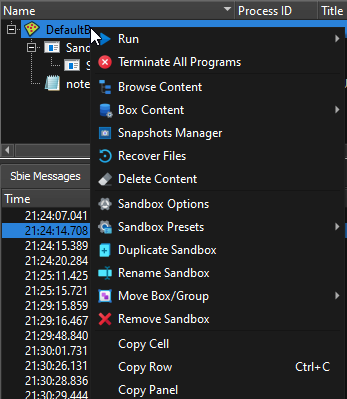 Name Process ID Title
DefaultB
Run
Sand
Terminate All Programs
S
note
Browse Content
Box Content
Snapshots Manager
Recover Files
Sbie Messages
Delete Content
Time
Sandbox Options
21:24:07.041
21:24:14.708
Sandbox Presets
21:24:15.389
Duplicate Sandbox
21:24:20.284
21:25:11.425
Rename Sandbox
21:25:15.721
Move Box/Group
21:29:15.859
21:29:16.467
Remove Sandbox
21:29:48.840
Copy Cell
21:30:01.731
21:30:26.131
Copy Row Ctrl+C
21:30:28.836
Copy Panel
21:30:29.444